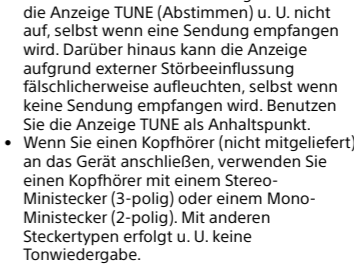 die Anzeige TUNE (Abstimmen) u. U. nicht
auf, selbst wenn eine Sendung empfangen
wird. Darüber hinaus kann die Anzeige
aufgrund externer Störbeeinflussung
fälschlicherweise aufleuchten, selbst wenn
keine Sendung empfangen wird. Benutzen
Sie die Anzeige TUNE als Anhaltspunkt.
• Wenn Sie einen Kopfhörer (nicht mitgeliefert)
an das Gerät anschließen, verwenden Sie
einen Kopfhörer mit einem Stereo-
Ministecker (3-polig) oder einem Mono-
Ministecker (2-polig). Mit anderen
Steckertypen erfolgt u. U. keine
Tonwiedergabe.